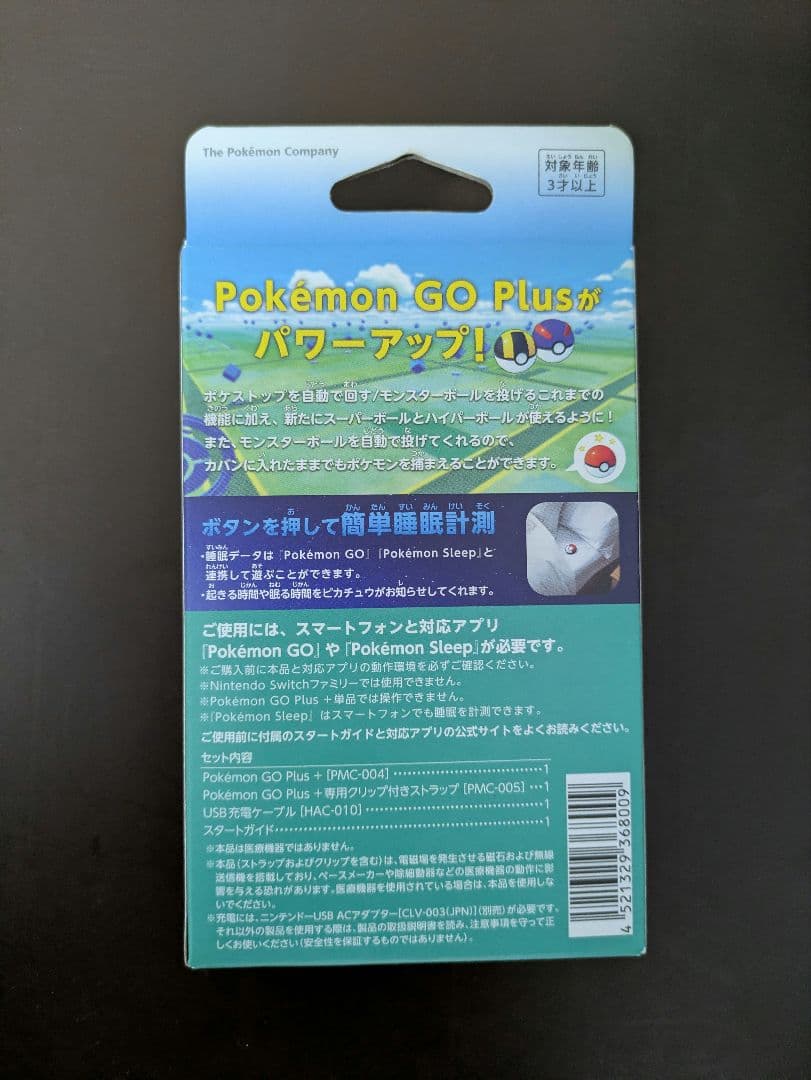 The Pokémon Company
対象年齢
3才以上
Pokémon GO Plusが
パワーアップ!
ポケストップを自動で回す/モンスターボールを投げるこれまでの
機能に加え、新たにスーパーボールとハイパーボールが使えるように!
また、モンスターボールを自動で投げてくれるので、
カバンに入れたままでもポケモンを捕まえることができます。
ボタンを押して簡単睡眠計測
・睡眠データは『Pokémon GO』『Pokémon Sleep』と
連携して遊ぶことができます。
・起きる時間や眠る時間をピカチュウがお知らせしてくれます。
ご使用には、スマートフォンと対応アプリ
『Pokémon GO』や『Pokémon Sleep』が必要です。
※ご購入前に本品と対応アプリの動作環境を必ずご確認ください。
※Nintendo Switchファミリーでは使用できません。
※Pokémon GO Plus +単品では操作できません。
※『Pokémon Sleep』はスマートフォンでも睡眠を計測できます。
ご使用前に付属のスタートガイドと対応アプリの公式サイトをよくお読みください。
セット内容
Pokémon GO Plus + [PMC-004] ・・・・・・・・・・・・・・・・・・・・・・・・・・・・・1
Pokémon GO Plus +専用クリップ付きストラップ [PMC-005] ・・・1
USB充電ケーブル [HAC-010] ・・・・・・・・・・・・・・・・・・・・・・・・・・・・・・・・・1
スタートガイド・・・・・・・・・・・・・・・・・・・・・・・・・・・・・・・・・・・・・・・・・・・・・・・・・1
※本品は医療機器ではありません。
※本品(ストラップおよびクリップを含む)は、電磁場を発生させる磁石および無線
送信機を搭載しており、ペースメーカーや除細動器などの医療機器の動作に影
響を与える恐れがあります。医療機器を使用されている場合は、本品を使用しな
いでください。
※充電には、ニンテンドーUSB ACアダプター[CLV-003(JPN)](別売)が必要です。
それ以外の製品を使用する際は、製品の取扱説明書を読み、注意事項を守って正
しくお使いください(安全性を保証するものではありません)。
4 521329 368009